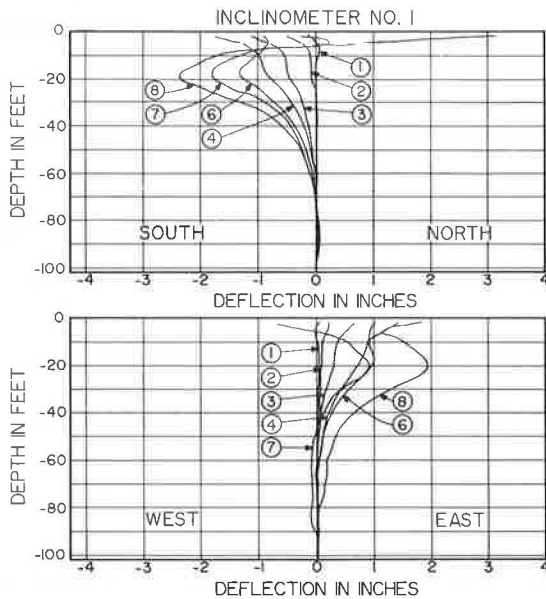 INCLINOMETER NO. 1
DEPTH IN FEET
0
-20
-40
-60
-80
-100
1
2
3
4
6
7
8
SOUTH
NORTH
-4 -3 -2 -1 0 1 2 3 4
DEFLECTION IN INCHES
DEPTH IN FEET
0
-20
-40
-60
-80
-100
1
2
3
4
7
8
6
WEST
EAST
-4 -3 -2 -1 0 1 2 3 4
DEFLECTION IN INCHES